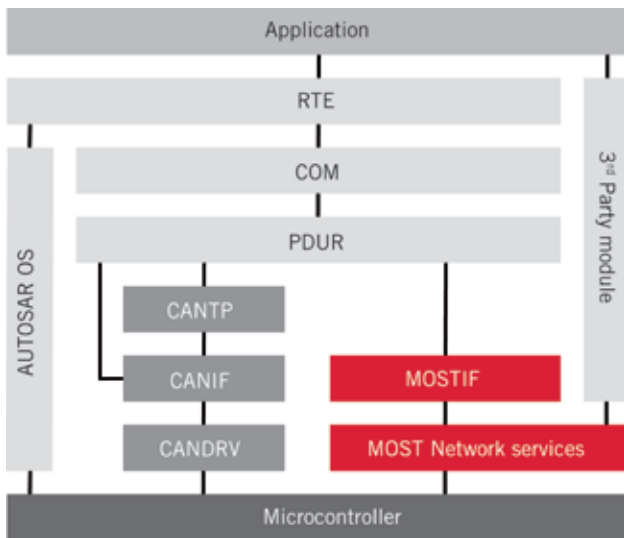 Application
RTE
COM
PDUR
AUTOSAR OS
3rd Party module
CANTP
CANIF
MOSTIF
CANDRV
MOST Network services
Microcontroller